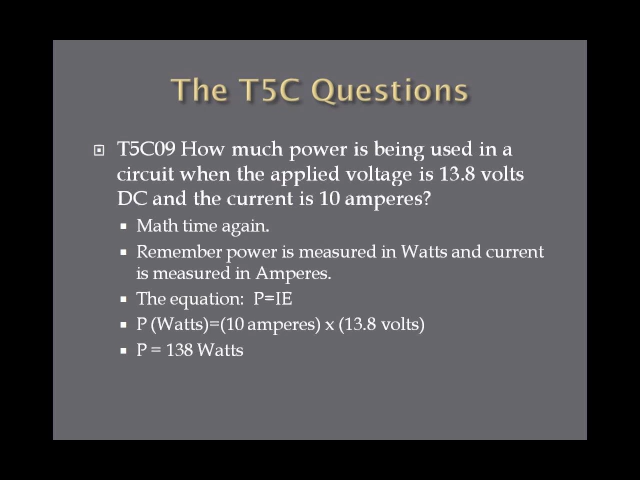 The T5C Questions
T5C09 How much power is being used in a
circuit when the applied voltage is 13.8 volts
DC and the current is 10 amperes?
Math time again.
Remember power is measured in Watts and current
is measured in Amperes.
The equation:  P=IE
P (Watts)=(10 amperes) x (13.8 volts)
P = 138 Watts